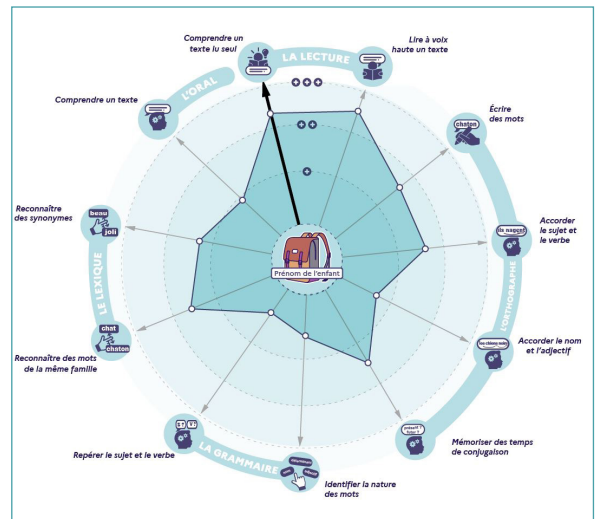 Comprendre un
texte lu seul
LA LECTURE
Lire à voix
haute un texte
L'ORAL
Comprendre un texte
+ + +
+ +
+
chaton
Écrire
des mots
Reconnaître
des synonymes
beau
joli
Prénom de l'enfant
ils nagent
Accorder
le sujet et
le verbe
LE LEXIQUE
L'ORTHOGRAPHE
chat
chaton
Reconnaître des mots
de la même famille
Accorder le nom
et l'adjectif
S ?
V ?
Repérer le sujet et le verbe
LA GRAMMAIRE
Identifier la nature
des mots
Mémoriser des temps
de conjugaison